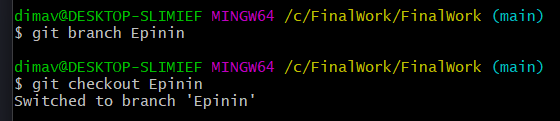 dimav@DESKTOP-SLIMIEF MINGW64 /c/FinalWork/FinalWork (main)
$ git branch Epinin
dimav@DESKTOP-SLIMIEF MINGW64 /c/FinalWork/FinalWork (main)
$ git checkout Epinin
Switched to branch 'Epinin'